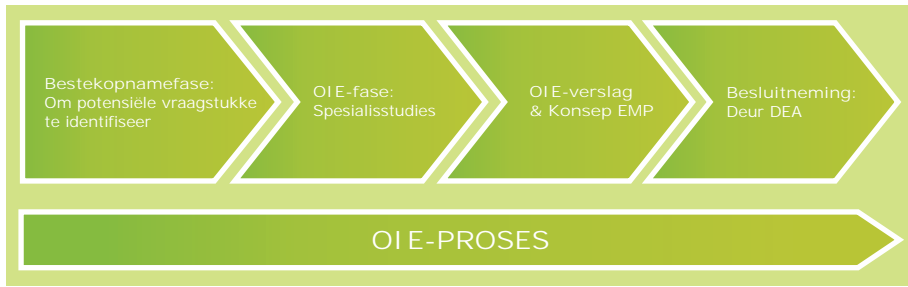 Bestekopnamefase:
Om potensiële vraagstukke
te identifiseer
OIE-fase:
Spesialisstudies
OIE-verslag
& Konsep EMP
Besluitneming:
Deur DEA
OIE-PROSES